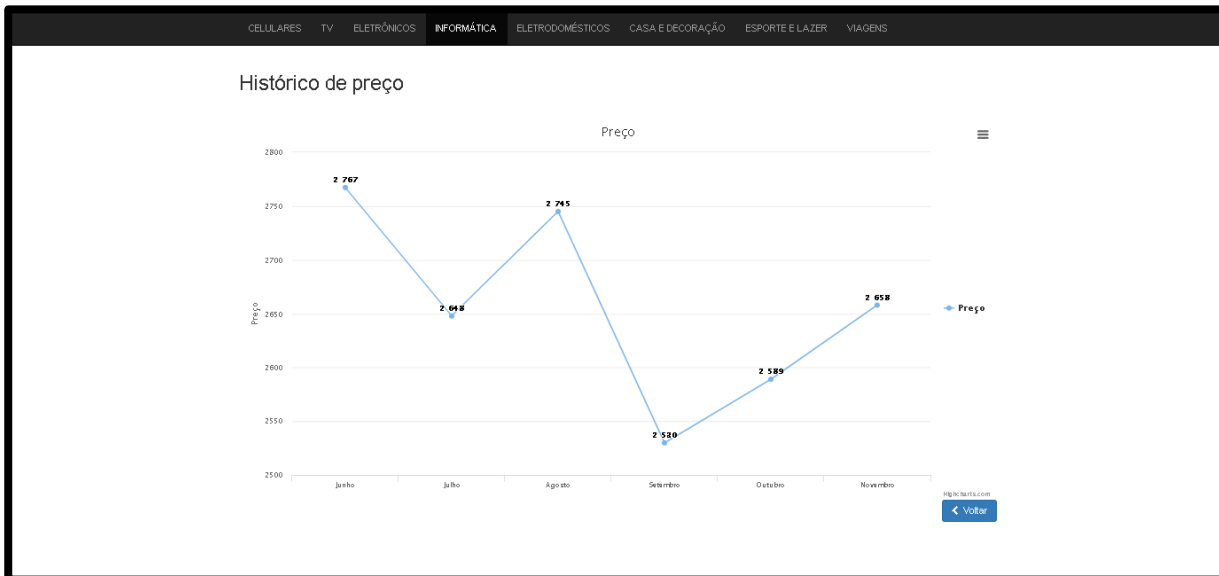 CELULARES TV ELETRÔNICOS INFORMÁTICA ELETRODOMÉSTICOS CASA E DECORAÇÃO ESPORTE E LAZER VIAGENS
Histórico de preço
Preço
2800
2 767
2750
2 745
2700
2 658
Preço
2 648
2650
Preço
2600
2 589
2550
2 530
2500
Junho Julho Agosto Setembro Outubro Novembro
Highcharts.com
Voltar